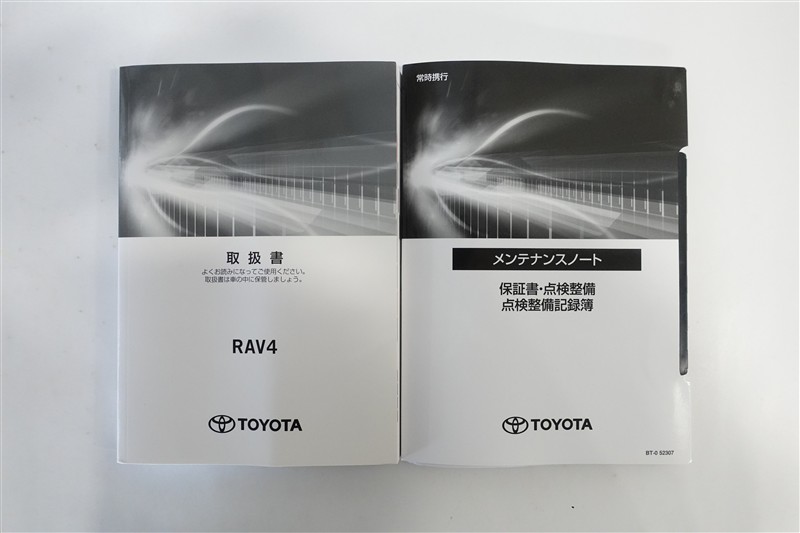 取扱書
よくお読みになってご使用ください。
取扱書は車の中に保管しましょう。
RAV4
TOYOTA
常時携行
メンテナンスノート
保証書・点検整備
点検整備記録簿
TOYOTA
BT-0 52307